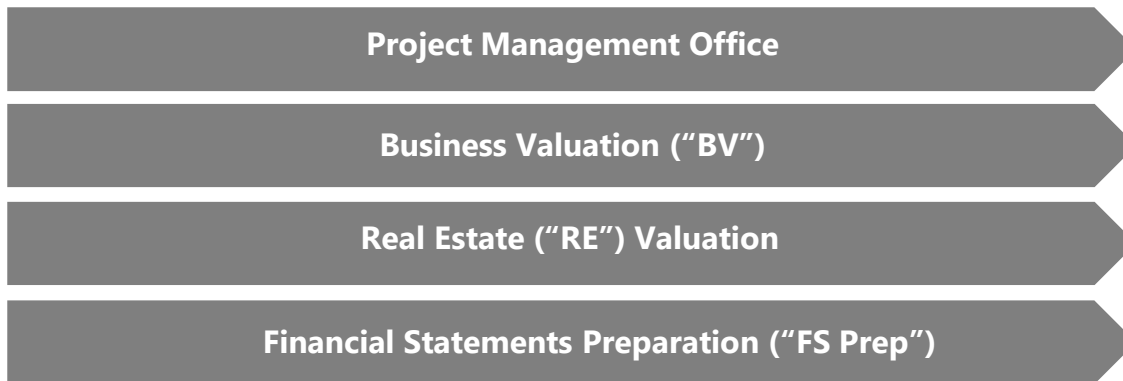 Project Management Office
Business Valuation (“BV”)
Real Estate (“RE”) Valuation
Financial Statements Preparation (“FS Prep”)